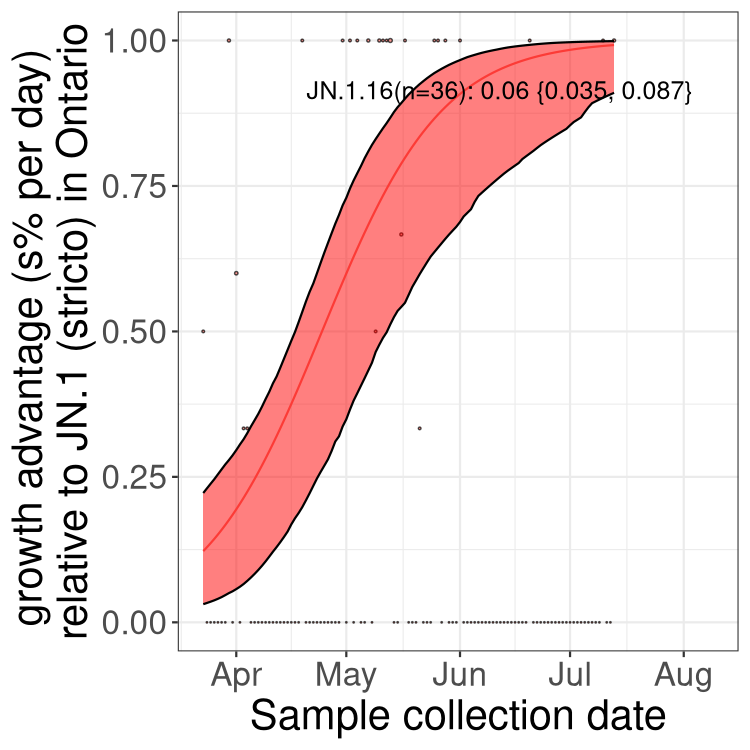 growth advantage (s% per day)
relative to JN.1 (stricto) in Ontario
1.00
0.75
0.50
0.25
0.00
JN.1.16(n=36): 0.06 {0.035, 0.087}
Apr May Jun Jul Aug
Sample collection date